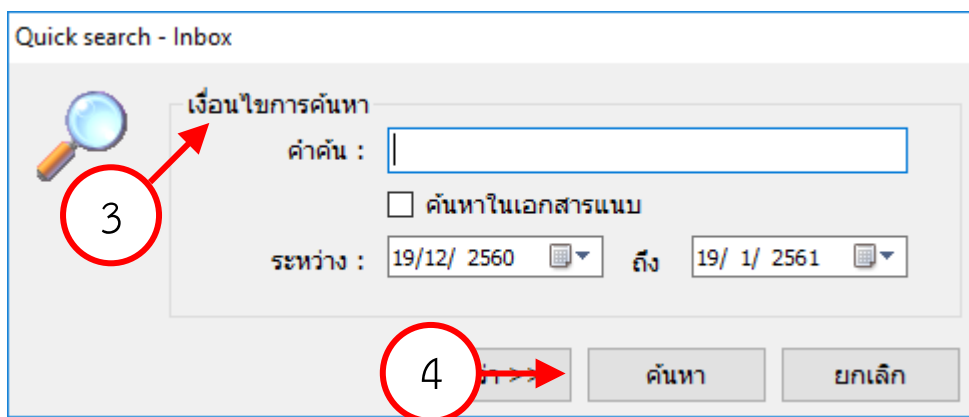 Quick search - Inbox
เงื่อนไขการค้นหา
คำค้น :
ค้นหาในเอกสารแนบ
ระหว่าง : 19/12/ 2560 ถึง 19/ 1/ 2561
3
4 >> ค้นหา ยกเลิก